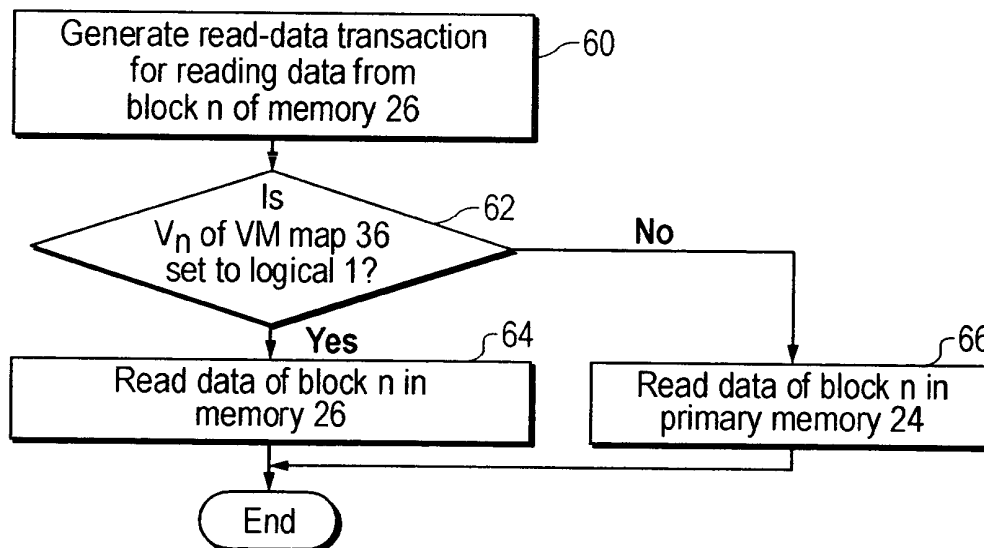 Generate read-data transaction
for reading data from
block n of memory 26
60
Is
Vn of VM map 36
set to logical 1?
62
No
Yes
64
Read data of block n in
memory 26
66
Read data of block n in
primary memory 24
End